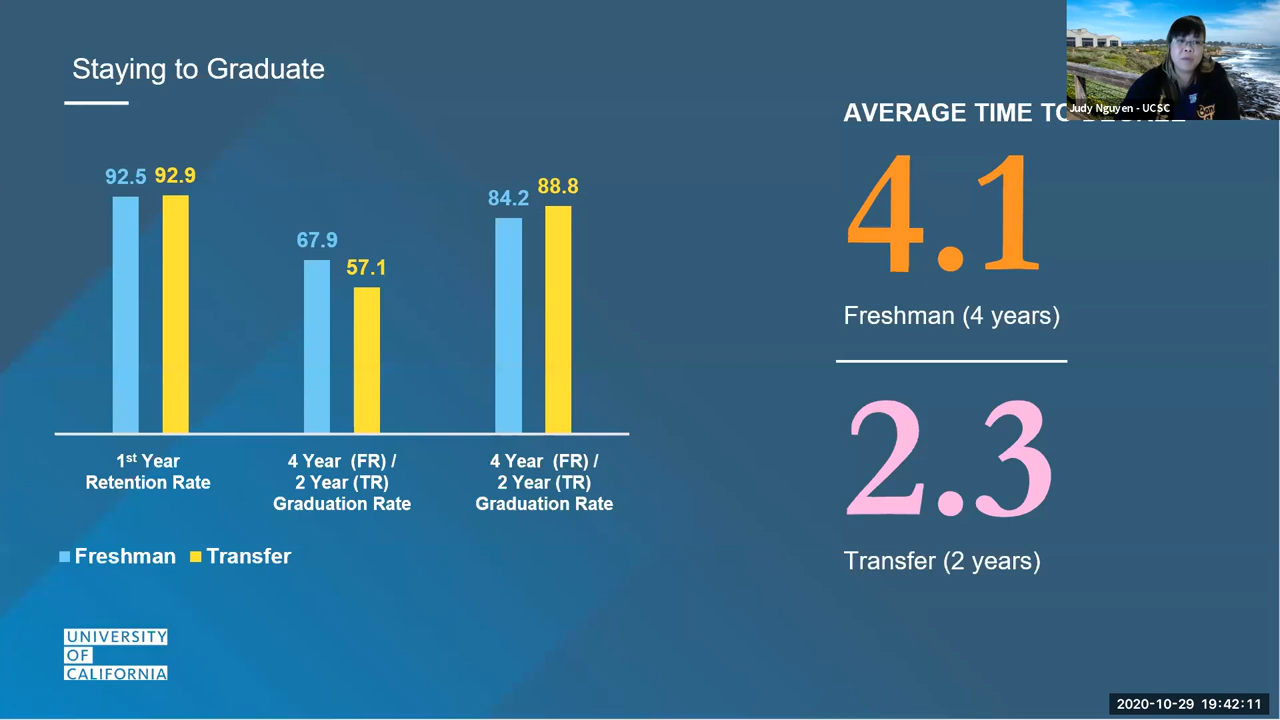 Staying to Graduate
Judy Nguyen - UCSC
AVERAGE TIME TO
92.5 92.9
67.9
57.1
84.2 88.8
4.1
Freshman (4 years)
2.3
Transfer (2 years)
1st Year
Retention Rate
4 Year (FR) /
2 Year (TR)
Graduation Rate
4 Year (FR) /
2 Year (TR)
Graduation Rate
Freshman Transfer
UNIVERSITY
OF
CALIFORNIA
2020-10-29 19:42:11